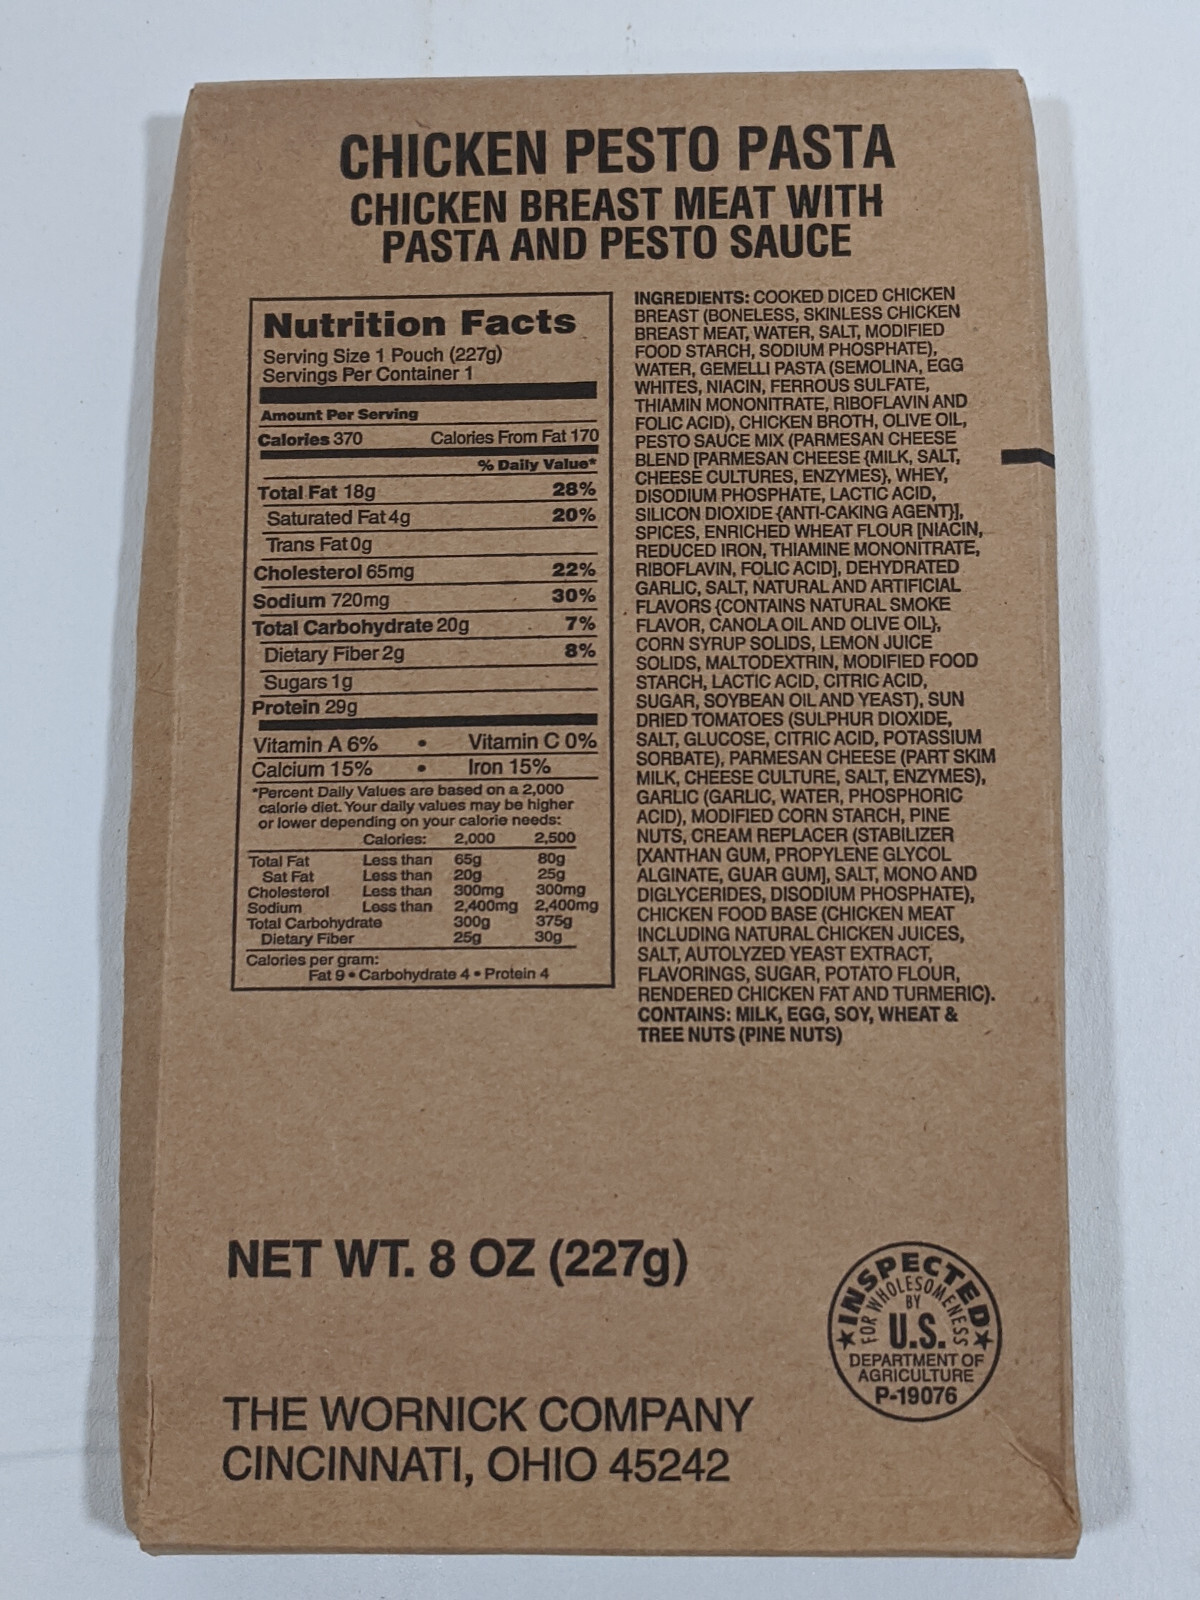 CHICKEN PESTO PASTA
CHICKEN BREAST MEAT WITH
PASTA AND PESTO SAUCE
Nutrition Facts
Serving Size 1 Pouch (227g)
Servings Per Container 1
Amount Per Serving
Calories 370 Calories From Fat 170
% Daily Value*
Total Fat 18g 28%
Saturated Fat 4g 20%
Trans Fat 0g
Cholesterol 65mg 22%
Sodium 720mg 30%
Total Carbohydrate 20g 7%
Dietary Fiber 2g 8%
Sugars 1g
Protein 29g
Vitamin A 6% • Vitamin C 0%
Calcium 15% • Iron 15%
*Percent Daily Values are based on a 2,000
calorie diet. Your daily values may be higher
or lower depending on your calorie needs:
Calories: 2,000 2,500
Total Fat Less than 65g 80g
Sat Fat Less than 20g 25g
Cholesterol Less than 300mg 300mg
Sodium Less than 2,400mg 2,400mg
Total Carbohydrate 300g 375g
Dietary Fiber 25g 30g
Calories per gram:
Fat 9 • Carbohydrate 4 • Protein 4
INGREDIENTS: COOKED DICED CHICKEN
BREAST (BONELESS, SKINLESS CHICKEN
BREAST MEAT, WATER, SALT, MODIFIED
FOOD STARCH, SODIUM PHOSPHATE),
WATER, GEMELLI PASTA (SEMOLINA, EGG
WHITES, NIACIN, FERROUS SULFATE,
THIAMIN MONONITRATE, RIBOFLAVIN AND
FOLIC ACID), CHICKEN BROTH, OLIVE OIL,
PESTO SAUCE MIX (PARMESAN CHEESE
BLEND [PARMESAN CHEESE {MILK, SALT,
CHEESE CULTURES, ENZYMES}, WHEY,
DISODIUM PHOSPHATE, LACTIC ACID,
SILICON DIOXIDE {ANTI-CAKING AGENT}],
SPICES, ENRICHED WHEAT FLOUR [NIACIN,
REDUCED IRON, THIAMINE MONONITRATE,
RIBOFLAVIN, FOLIC ACID], DEHYDRATED
GARLIC, SALT, NATURAL AND ARTIFICIAL
FLAVORS {CONTAINS NATURAL SMOKE
FLAVOR, CANOLA OIL AND OLIVE OIL},
CORN SYRUP SOLIDS, LEMON JUICE
SOLIDS, MALTODEXTRIN, MODIFIED FOOD
STARCH, LACTIC ACID, CITRIC ACID,
SUGAR, SOYBEAN OIL AND YEAST), SUN
DRIED TOMATOES (SULPHUR DIOXIDE,
SALT, GLUCOSE, CITRIC ACID, POTASSIUM
SORBATE), PARMESAN CHEESE (PART SKIM
MILK, CHEESE CULTURE, SALT, ENZYMES),
GARLIC (GARLIC, WATER, PHOSPHORIC
ACID), MODIFIED CORN STARCH, PINE
NUTS, CREAM REPLACER (STABILIZER
[XANTHAN GUM, PROPYLENE GLYCOL
ALGINATE, GUAR GUM], SALT, MONO AND
DIGLYCERIDES, DISODIUM PHOSPHATE),
CHICKEN FOOD BASE (CHICKEN MEAT
INCLUDING NATURAL CHICKEN JUICES,
SALT, AUTOLYZED YEAST EXTRACT,
FLAVORINGS, SUGAR, POTATO FLOUR,
RENDERED CHICKEN FAT AND TURMERIC).
CONTAINS: MILK, EGG, SOY, WHEAT &
TREE NUTS (PINE NUTS)
NET WT. 8 OZ (227g)
INSPECTED
FOR WHOLESOMENESS
BY
U.S.
DEPARTMENT OF
AGRICULTURE
P-19076
THE WORNICK COMPANY
CINCINNATI, OHIO 45242